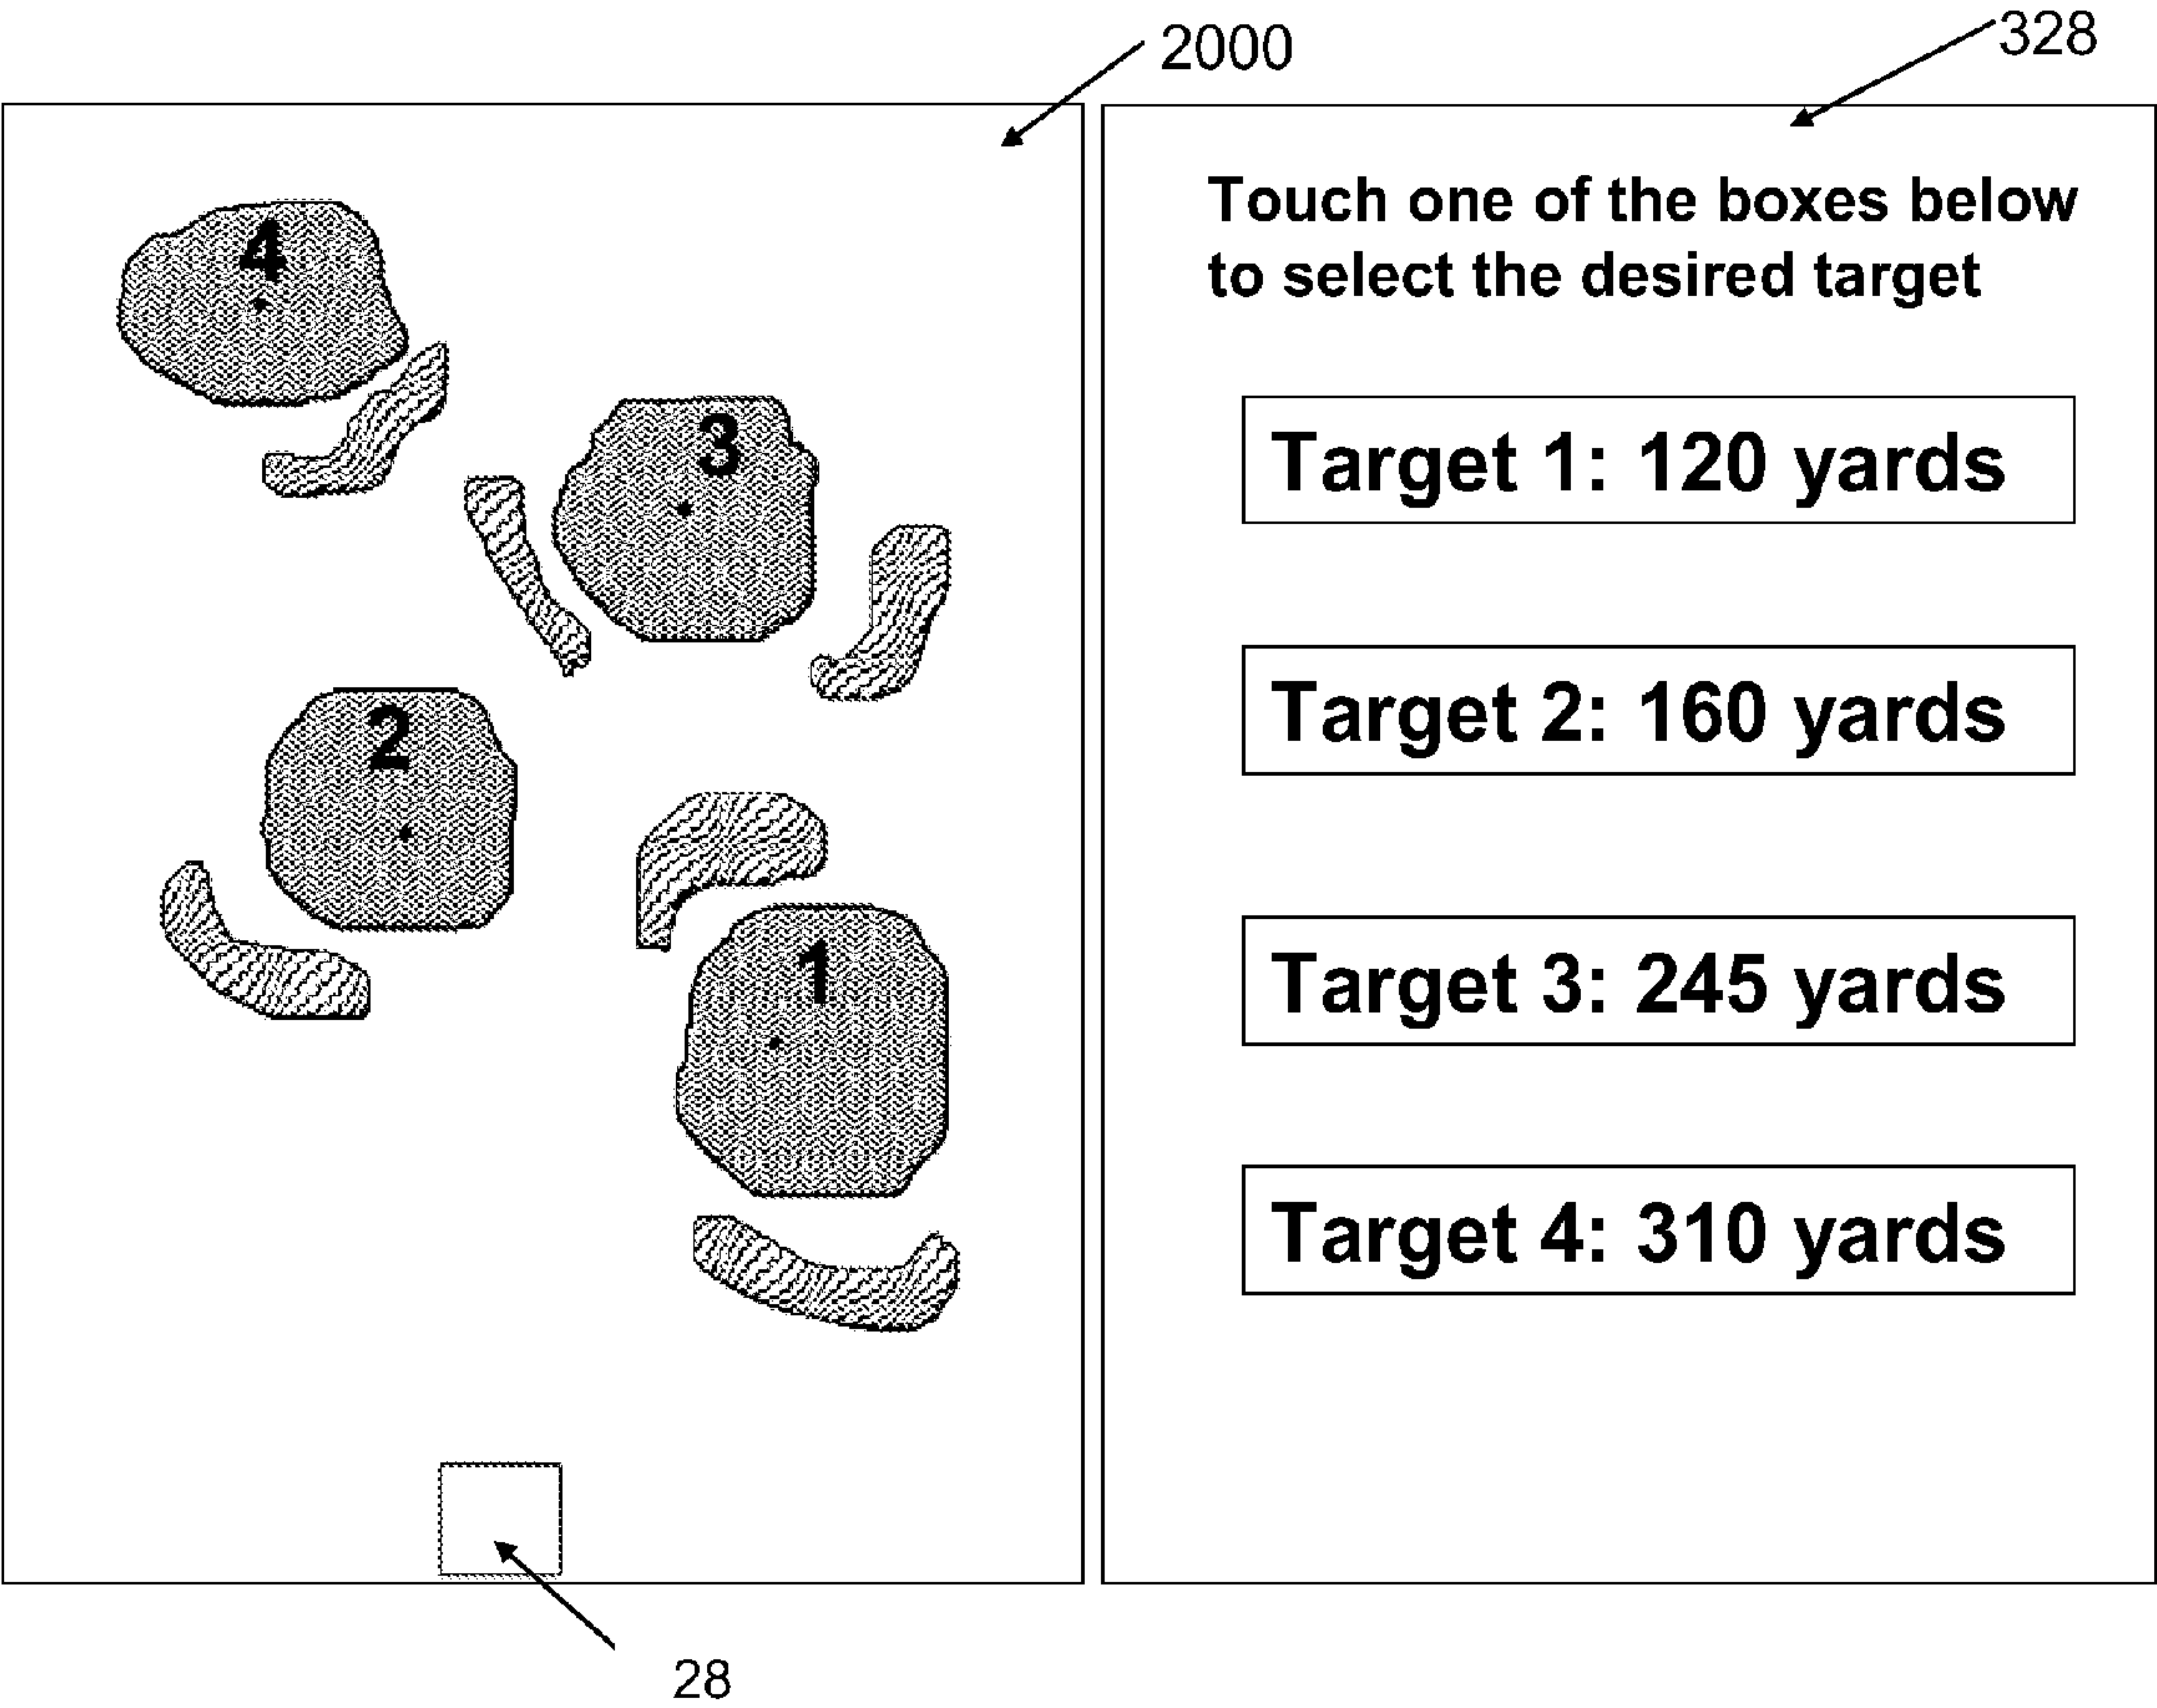 2000
328
4
3
2
1
28
Touch one of the boxes below
to select the desired target
Target 1: 120 yards
Target 2: 160 yards
Target 3: 245 yards
Target 4: 310 yards